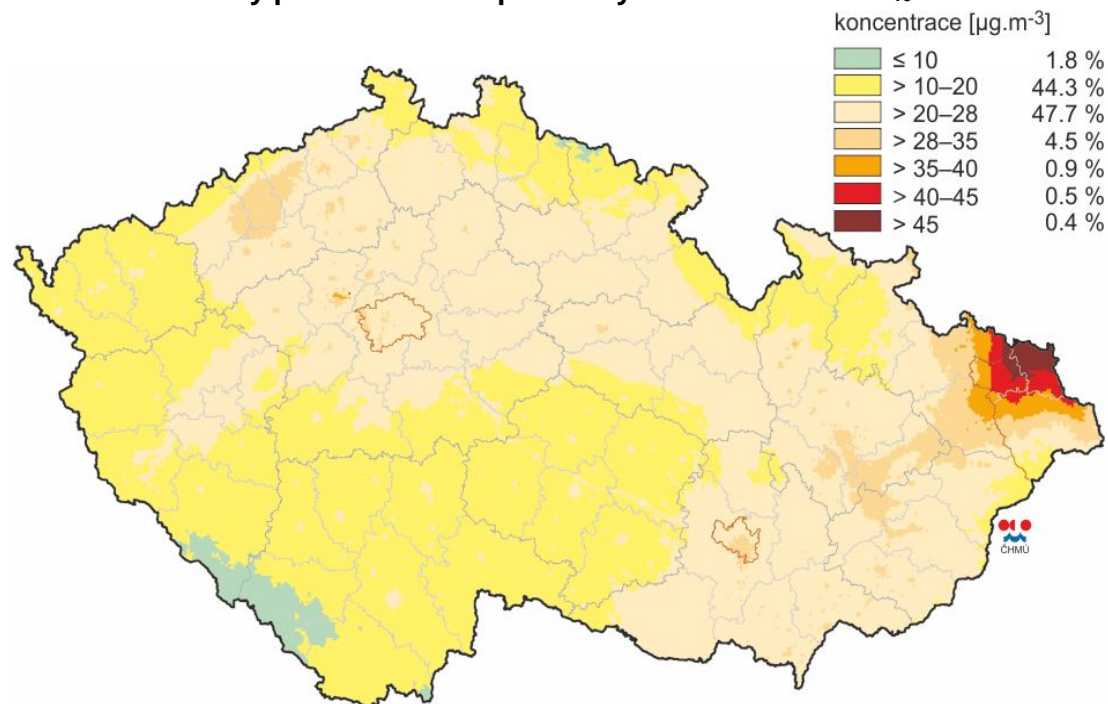 koncentrace [µg.m-3]
≤ 10 1.8 %
> 10–20 44.3 %
> 20–28 47.7 %
> 28–35 4.5 %
> 35–40 0.9 %
> 40–45 0.5 %
> 45 0.4 %
ČHMÚ